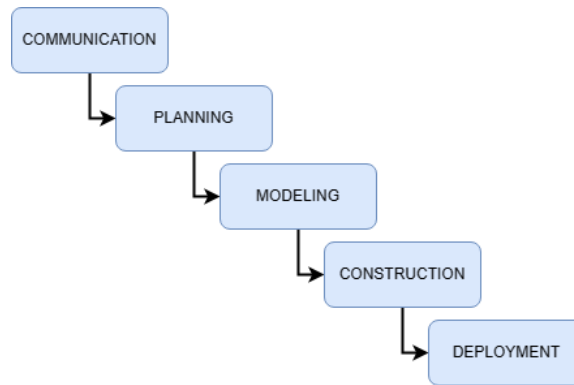 COMMUNICATION
PLANNING
MODELING
CONSTRUCTION
DEPLOYMENT